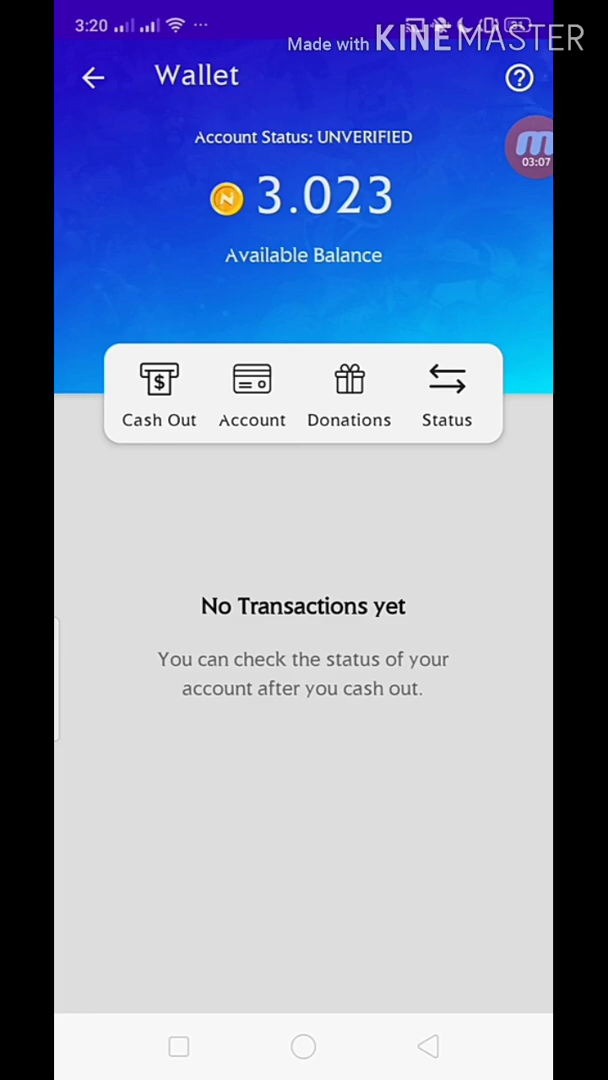 3:20
Made with KINEMASTER
Wallet
Account Status: UNVERIFIED
03:07
3.023
Available Balance
Cash Out Account Donations Status
No Transactions yet
You can check the status of your
account after you cash out.